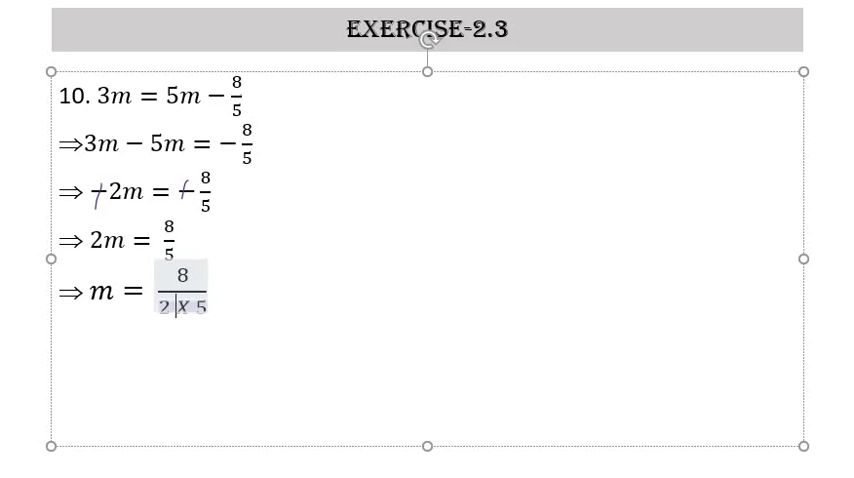 EXERCISE-2.3
10. 3m = 5m − 8/5
⇒3m − 5m = − 8/5
⇒ −2m = − 8/5
⇒ 2m = 8/5
⇒ m = 8/(2 X 5)